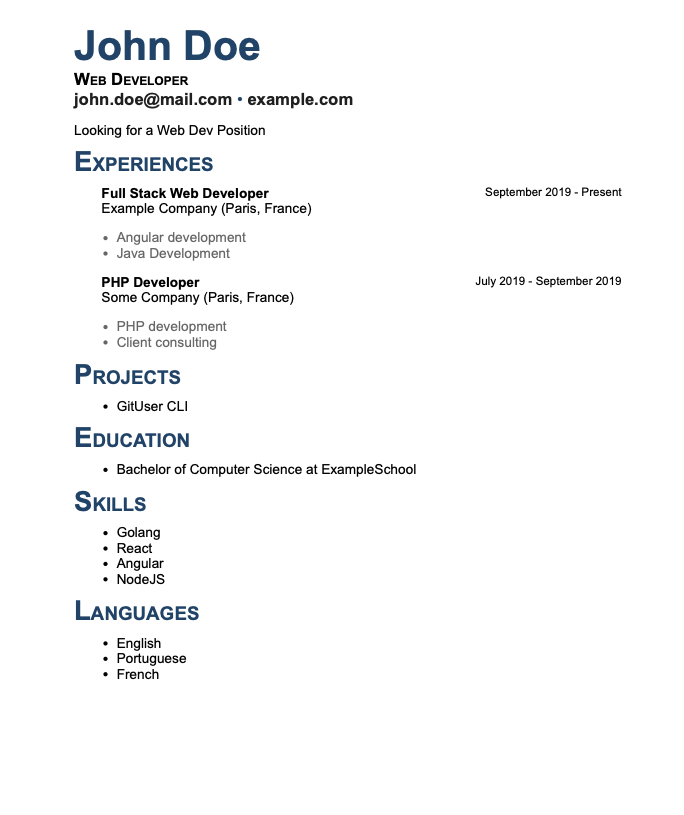 John Doe
Web Developer
john.doe@mail.com • example.com
Looking for a Web Dev Position
Experiences
Full Stack Web Developer September 2019 - Present
Example Company (Paris, France)
• Angular development
• Java Development
PHP Developer July 2019 - September 2019
Some Company (Paris, France)
• PHP development
• Client consulting
Projects
• GitUser CLI
Education
• Bachelor of Computer Science at ExampleSchool
Skills
• Golang
• React
• Angular
• NodeJS
Languages
• English
• Portuguese
• French